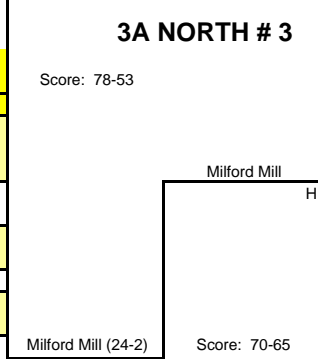 3A NORTH # 3
Score: 78-53
Milford Mill
H
Milford Mill (24-2)
Score: 70-65